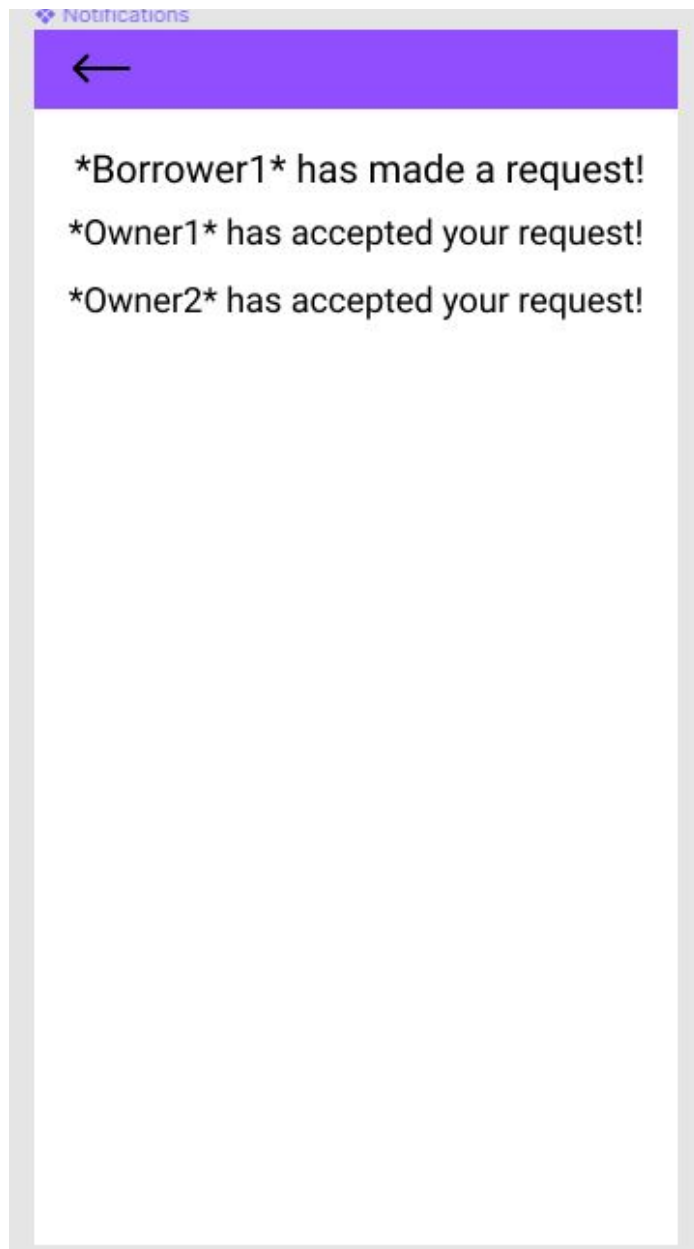 Notifications
*Borrower1* has made a request!
*Owner1* has accepted your request!
*Owner2* has accepted your request!